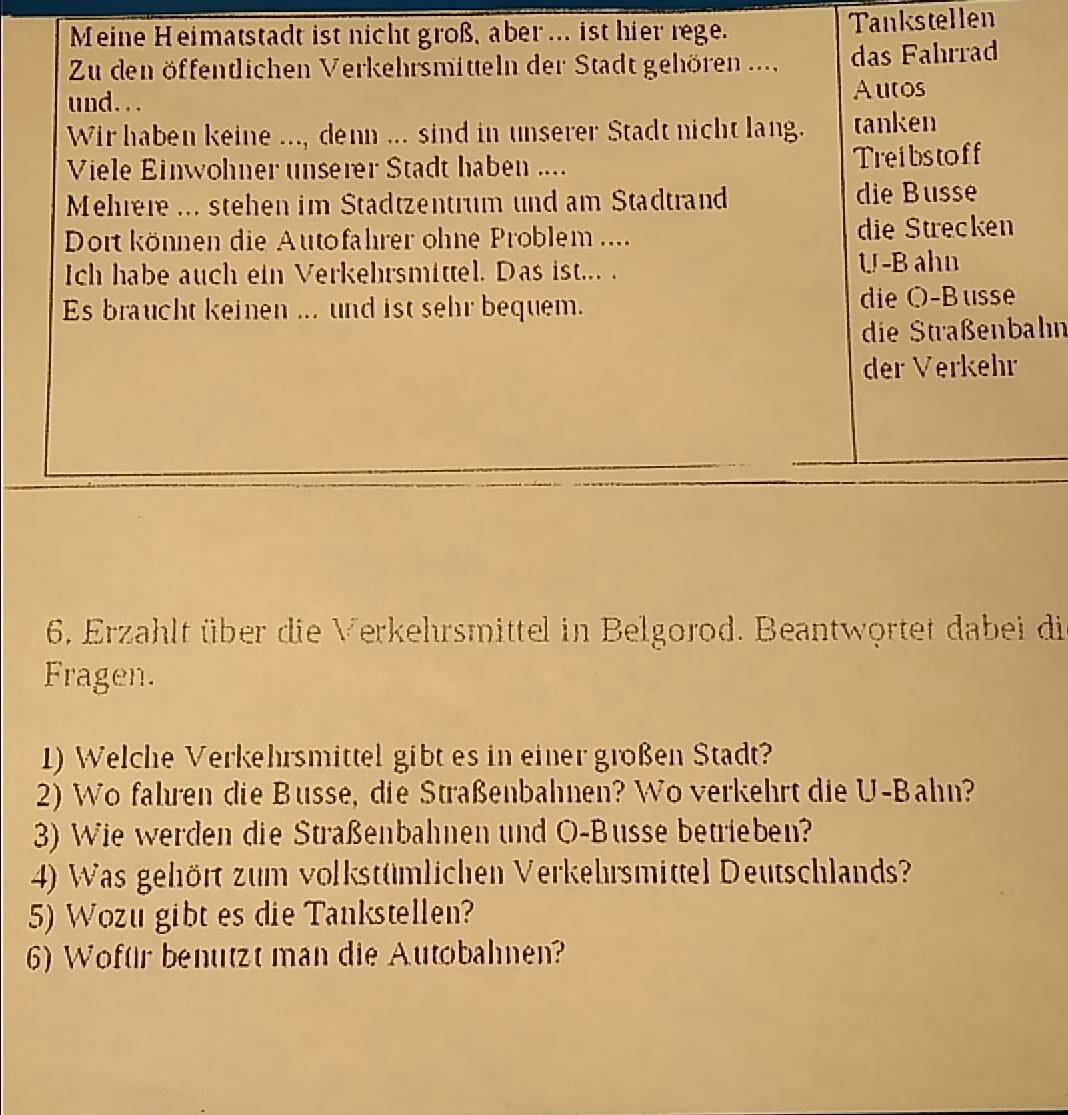 Meine Heimatstadt ist nicht groß, aber ... ist hier rege.
Zu den öffentlichen Verkehrsmitteln der Stadt gehören ...,
und...
Wir haben keine ..., denn ... sind in unserer Stadt nicht lang.
Viele Einwohner unserer Stadt haben ....
Mehrere ... stehen im Stadtzentrum und am Stadtrand
Dort können die Autofahrer ohne Problem ....
Ich habe auch ein Verkehrsmittel. Das ist... .
Es braucht keinen ... und ist sehr bequem.
Tankstellen
das Fahrrad
Autos
tanken
Treibstoff
die Busse
die Strecken
U-Bahn
die O-Busse
die Straßenbahn
der Verkehr
6. Erzahlt über die Verkehrsmittel in Belgorod. Beantwortet dabei di
Fragen.
1) Welche Verkehrsmittel gibt es in einer großen Stadt?
2) Wo fahren die Busse, die Straßenbahnen? Wo verkehrt die U-Bahn?
3) Wie werden die Straßenbahnen und O-Busse betrieben?
4) Was gehört zum volkstümlichen Verkehrsmittel Deutschlands?
5) Wozu gibt es die Tankstellen?
6) Wofür benutzt man die Autobahnen?